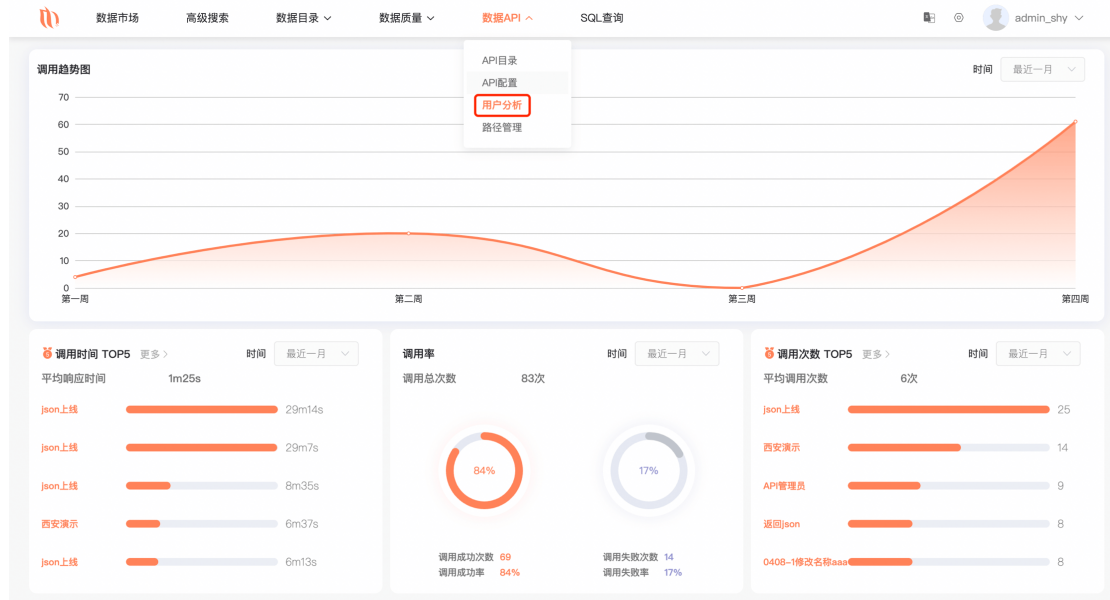 数据市场 高级搜索 数据目录 数据质量 数据API SQL查询 admin_shy
API目录
API配置
用户分析
路径管理
调用趋势图 时间 最近一月
70
60
50
40
30
20
10
0
第一周 第二周 第三周 第四周
调用时间 TOP5 更多 时间 最近一月
平均响应时间 1m25s
json上线 29m14s
json上线 29m7s
json上线 8m35s
西安演示 6m37s
json上线 6m13s
调用率 时间 最近一月
调用总次数 83次
84% 17%
调用成功次数 69 调用失败次数 14
调用成功率 84% 调用失败率 17%
调用次数 TOP5 更多 时间 最近一月
平均调用次数 6次
json上线 25
西安演示 14
API管理员 9
返回json 8
0408-1修改名称aaa 8